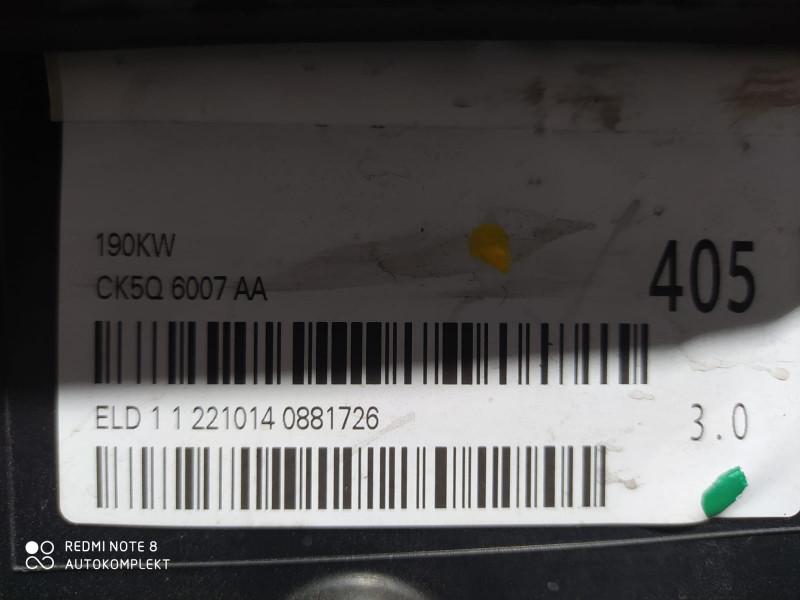 190KW
CK5Q 6007 AA
405
ELD 1 1 221014 0881726
3.0
REDMI NOTE 8
AUTOKOMPLEKT